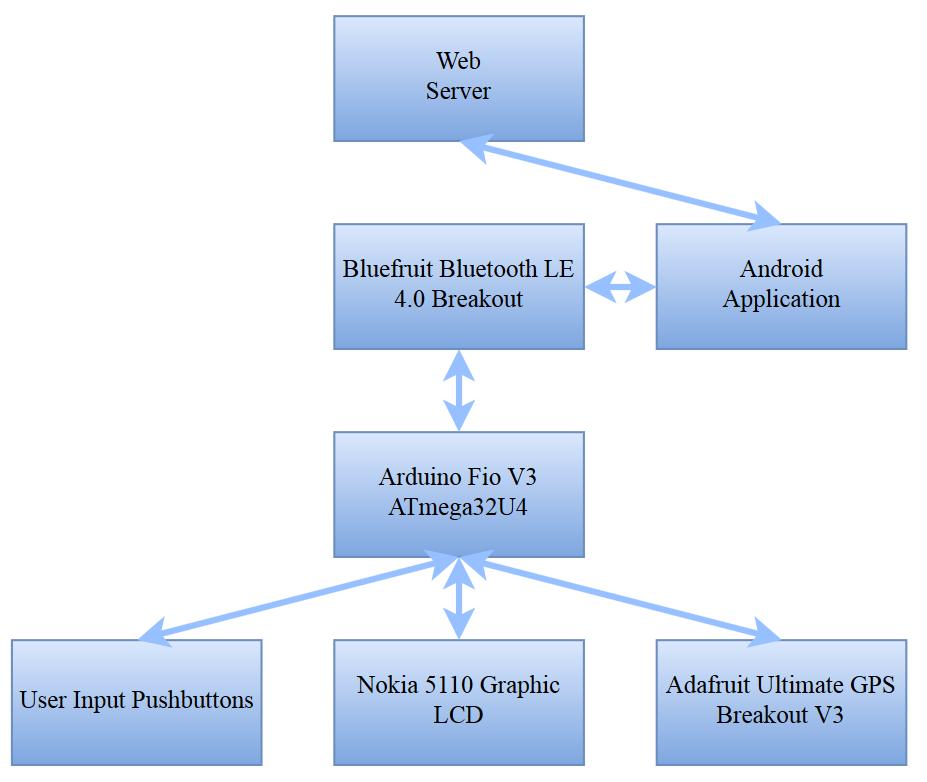 Web
Server
Bluefruit Bluetooth LE
4.0 Breakout
Android
Application
Arduino Fio V3
ATmega32U4
User Input Pushbuttons
Nokia 5110 Graphic
LCD
Adafruit Ultimate GPS
Breakout V3